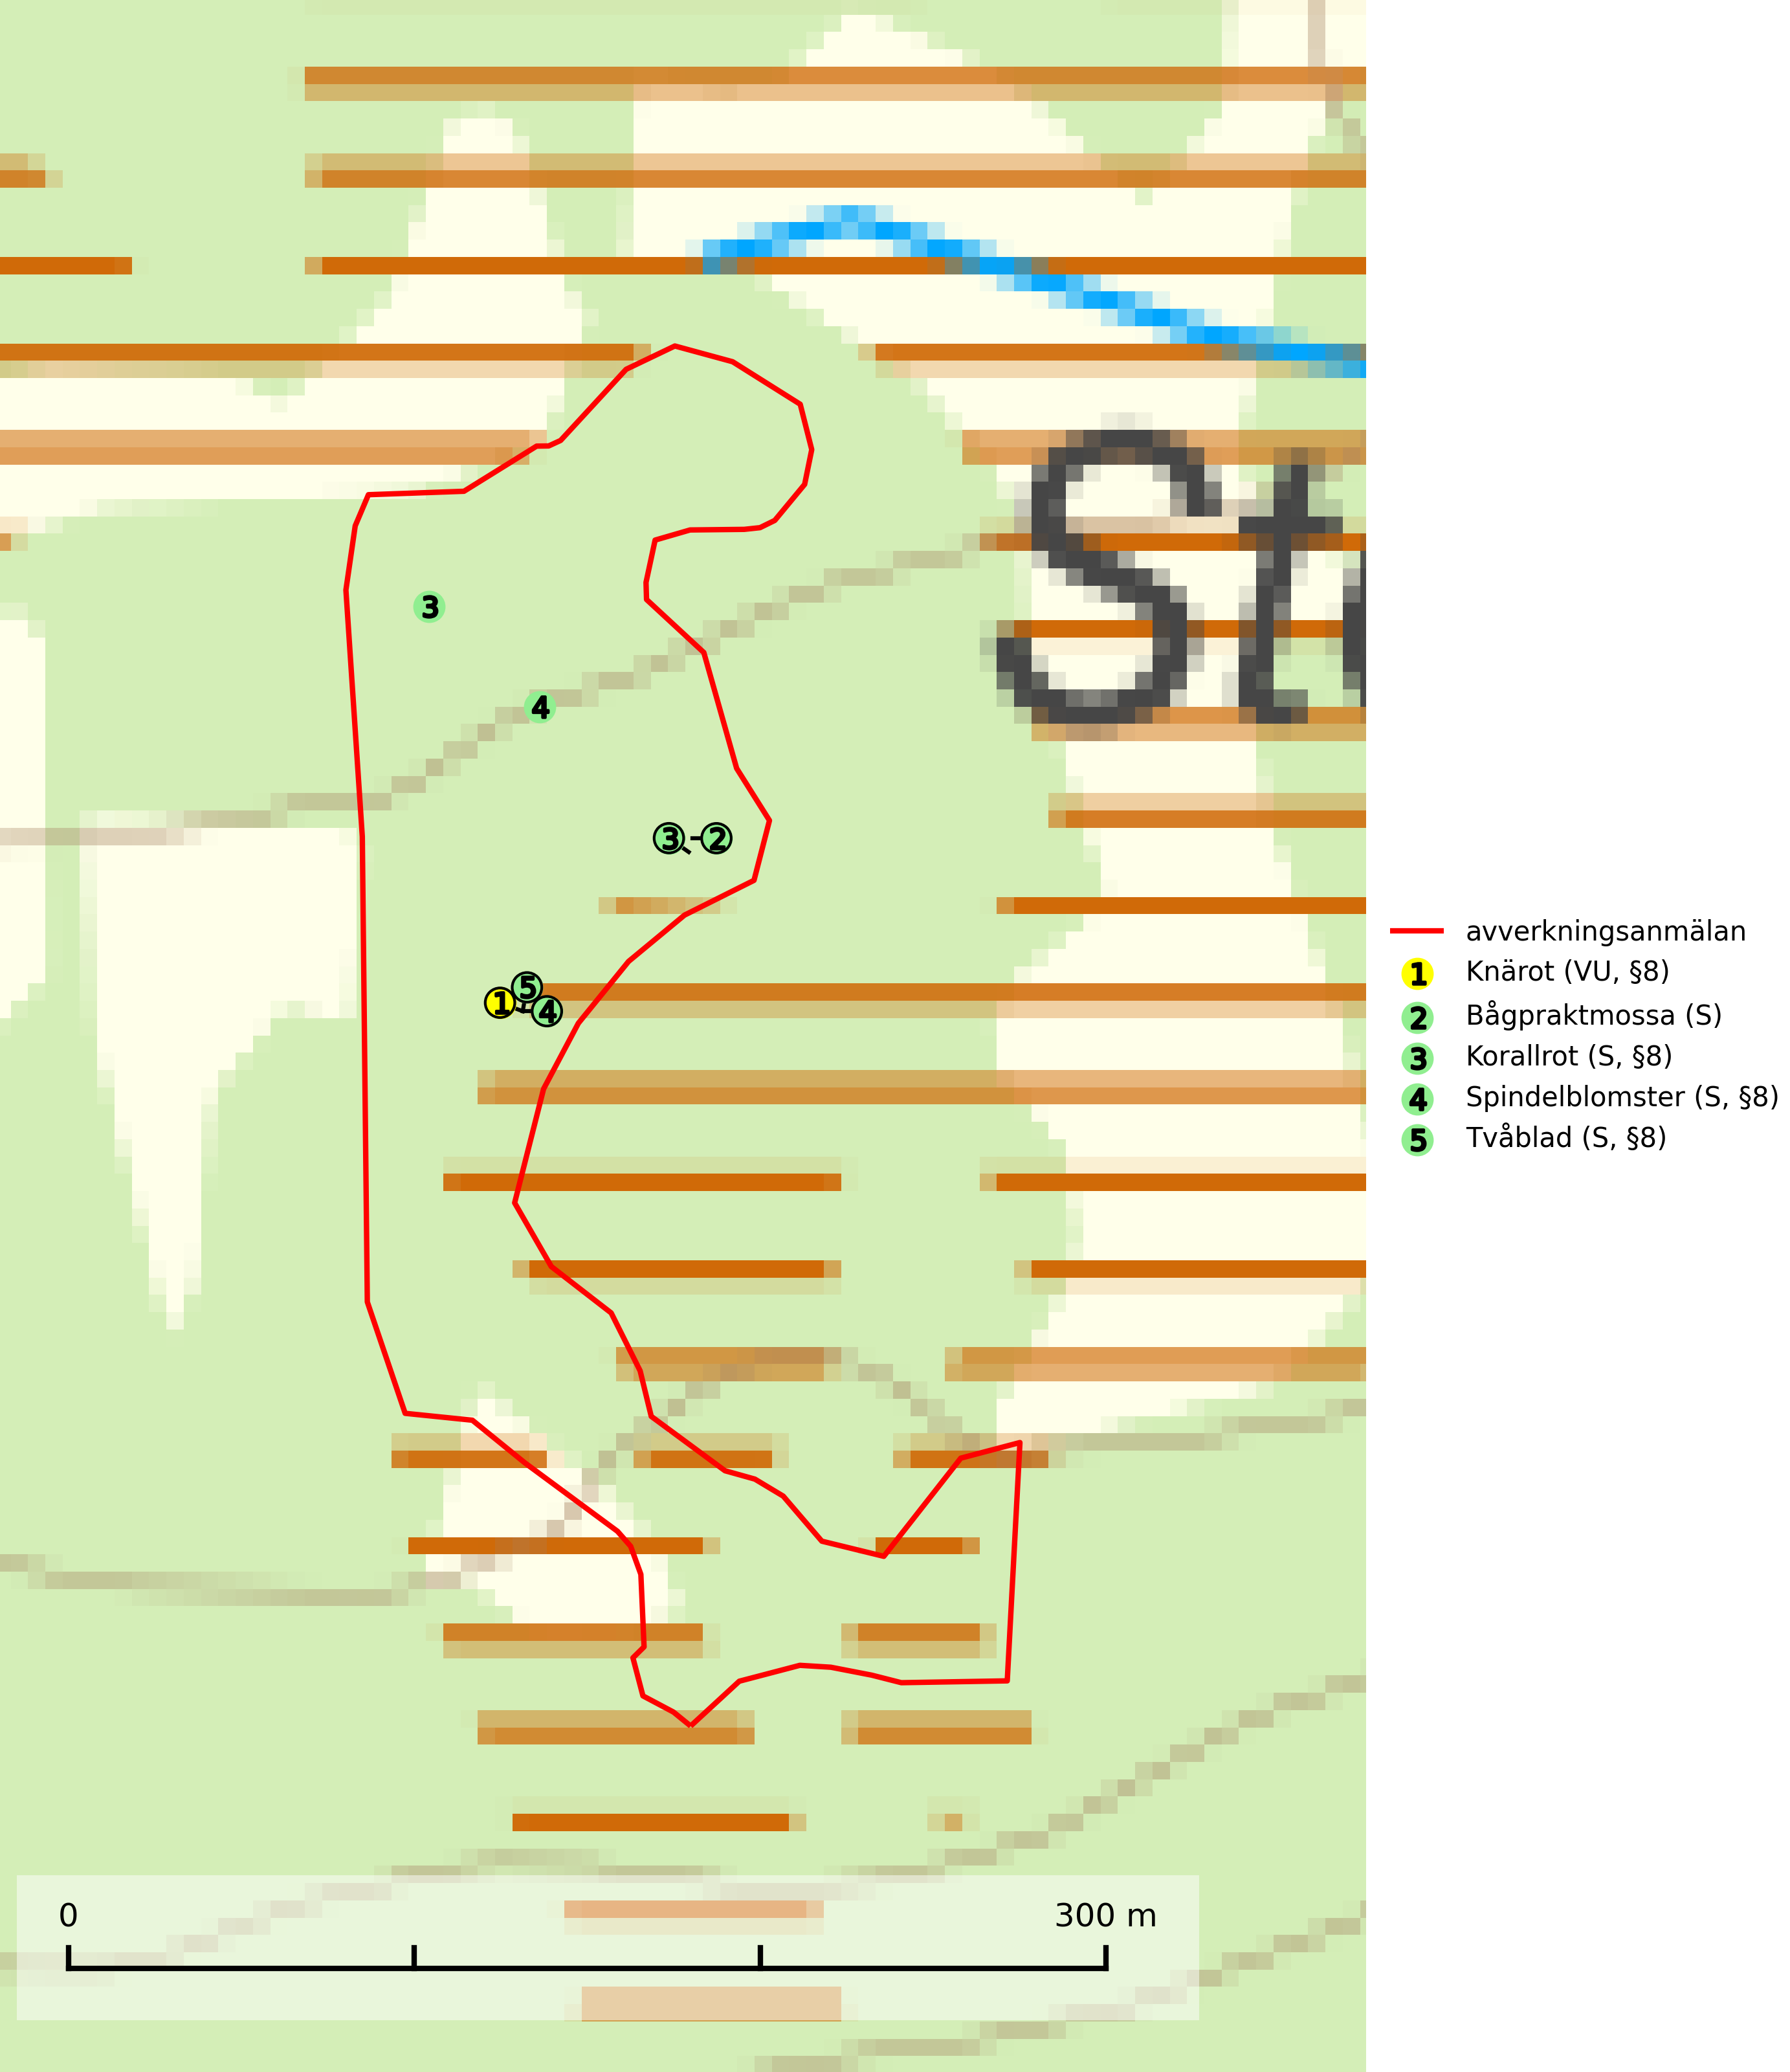 St
3
4
3 2
5
1 4
avverkningsanmälan
1 Knärot (VU, §8)
2 Bågpraktmossa (S)
3 Korallrot (S, §8)
4 Spindelblomster (S, §8)
5 Tvåblad (S, §8)
0 300 m